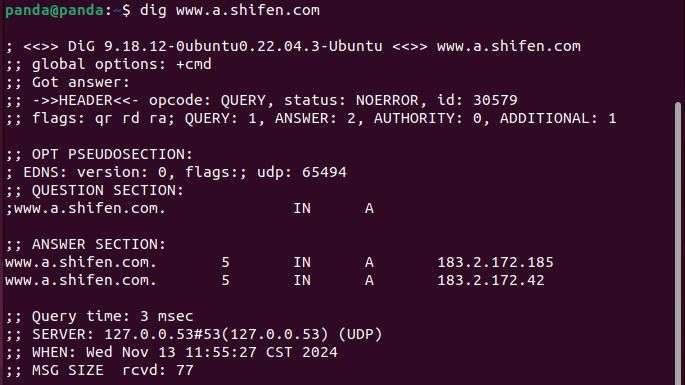 panda@panda:~$ dig www.a.shifen.com
; <<>> DiG 9.18.12-0ubuntu0.22.04.3-Ubuntu <<>> www.a.shifen.com
;; global options: +cmd
;; Got answer:
;; ->>HEADER<<- opcode: QUERY, status: NOERROR, id: 30579
;; flags: qr rd ra; QUERY: 1, ANSWER: 2, AUTHORITY: 0, ADDITIONAL: 1
;; OPT PSEUDOSECTION:
; EDNS: version: 0, flags:; udp: 65494
;; QUESTION SECTION:
;www.a.shifen.com. IN A
;; ANSWER SECTION:
www.a.shifen.com. 5 IN A 183.2.172.185
www.a.shifen.com. 5 IN A 183.2.172.42
;; Query time: 3 msec
;; SERVER: 127.0.0.53#53(127.0.0.53) (UDP)
;; WHEN: Wed Nov 13 11:55:27 CST 2024
;; MSG SIZE rcvd: 77